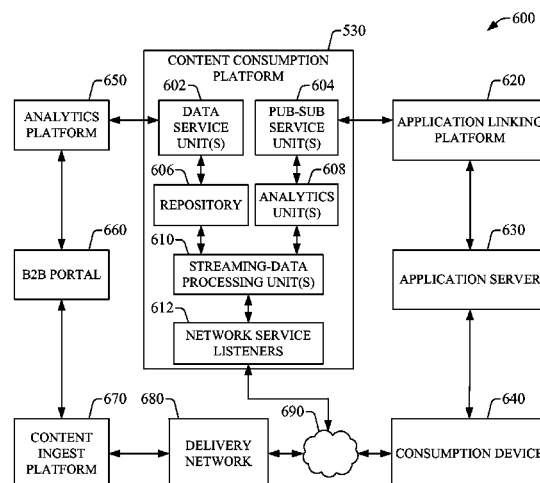 600
530
CONTENT CONSUMPTION
PLATFORM
650
ANALYTICS
PLATFORM
602
DATA
SERVICE
UNIT(S)
604
PUB-SUB
SERVICE
UNIT(S)
620
APPLICATION LINKING
PLATFORM
606
REPOSITORY
608
ANALYTICS
UNIT(S)
660
B2B PORTAL
610
STREAMING-DATA
PROCESSING UNIT(S)
630
APPLICATION SERVER
612
NETWORK SERVICE
LISTENERS
670
CONTENT
INGEST
PLATFORM
680
DELIVERY
NETWORK
690
640
CONSUMPTION DEVICE